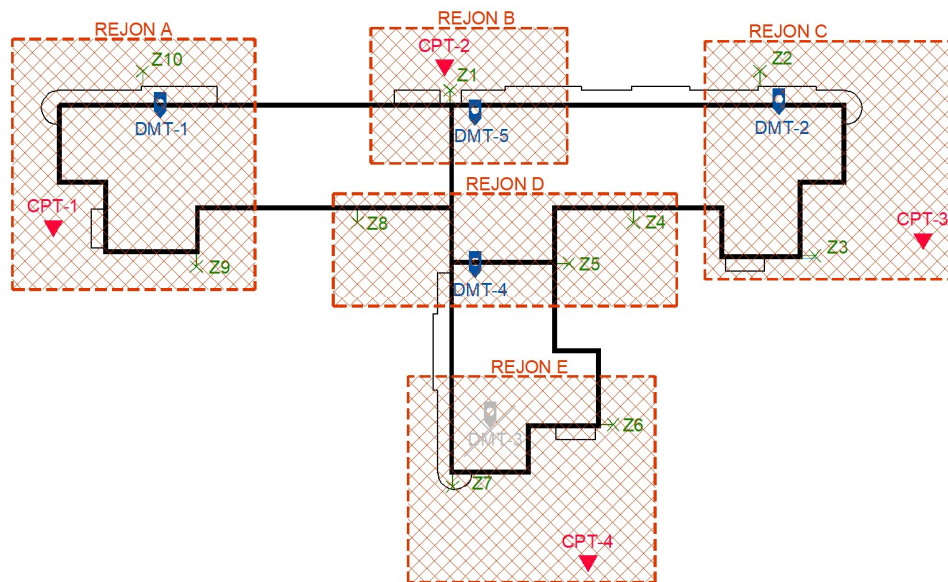 REJON A
REJON B
REJON C
CPT-2
Z10
Z1
Z2
DMT-1
DMT-5
DMT-2
REJON D
CPT-1
Z8
Z4
CPT-3
Z9
Z5
Z3
DMT-4
REJON E
DMT-3
Z6
Z7
CPT-4